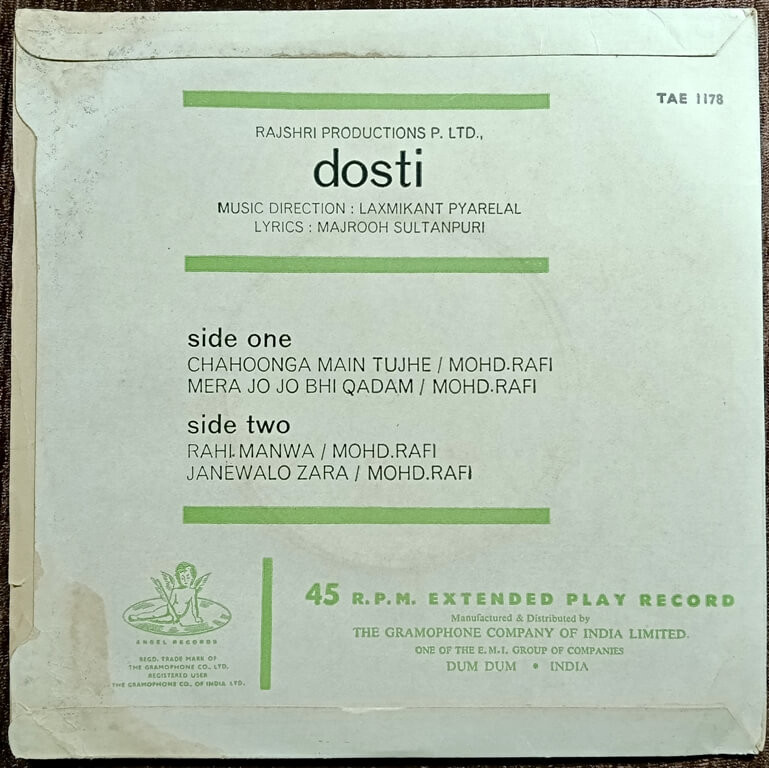 TAE 1178
RAJSHRI PRODUCTIONS P. LTD.,
dosti
MUSIC DIRECTION : LAXMIKANT PYARELAL
LYRICS : MAJROOH SULTANPURI
side one
CHAHOONGA MAIN TUJHE / MOHD.RAFI
MERA JO JO BHI QADAM / MOHD.RAFI
side two
RAHI.MANWA / MOHD.RAFI
JANEWALO ZARA / MOHD.RAFI
ANGEL RECORDS
REGD. TRADE MARK OF
THE GRAMOPHONE CO., LTD.
REGISTERED USER
THE GRAMOPHONE CO., OF INDIA, LTD.
45 R.P.M. EXTENDED PLAY RECORD
Manufactured & Distributed by
THE GRAMOPHONE COMPANY OF INDIA LIMITED.
ONE OF THE E.M.I. GROUP OF COMPANIES
DUM DUM • INDIA